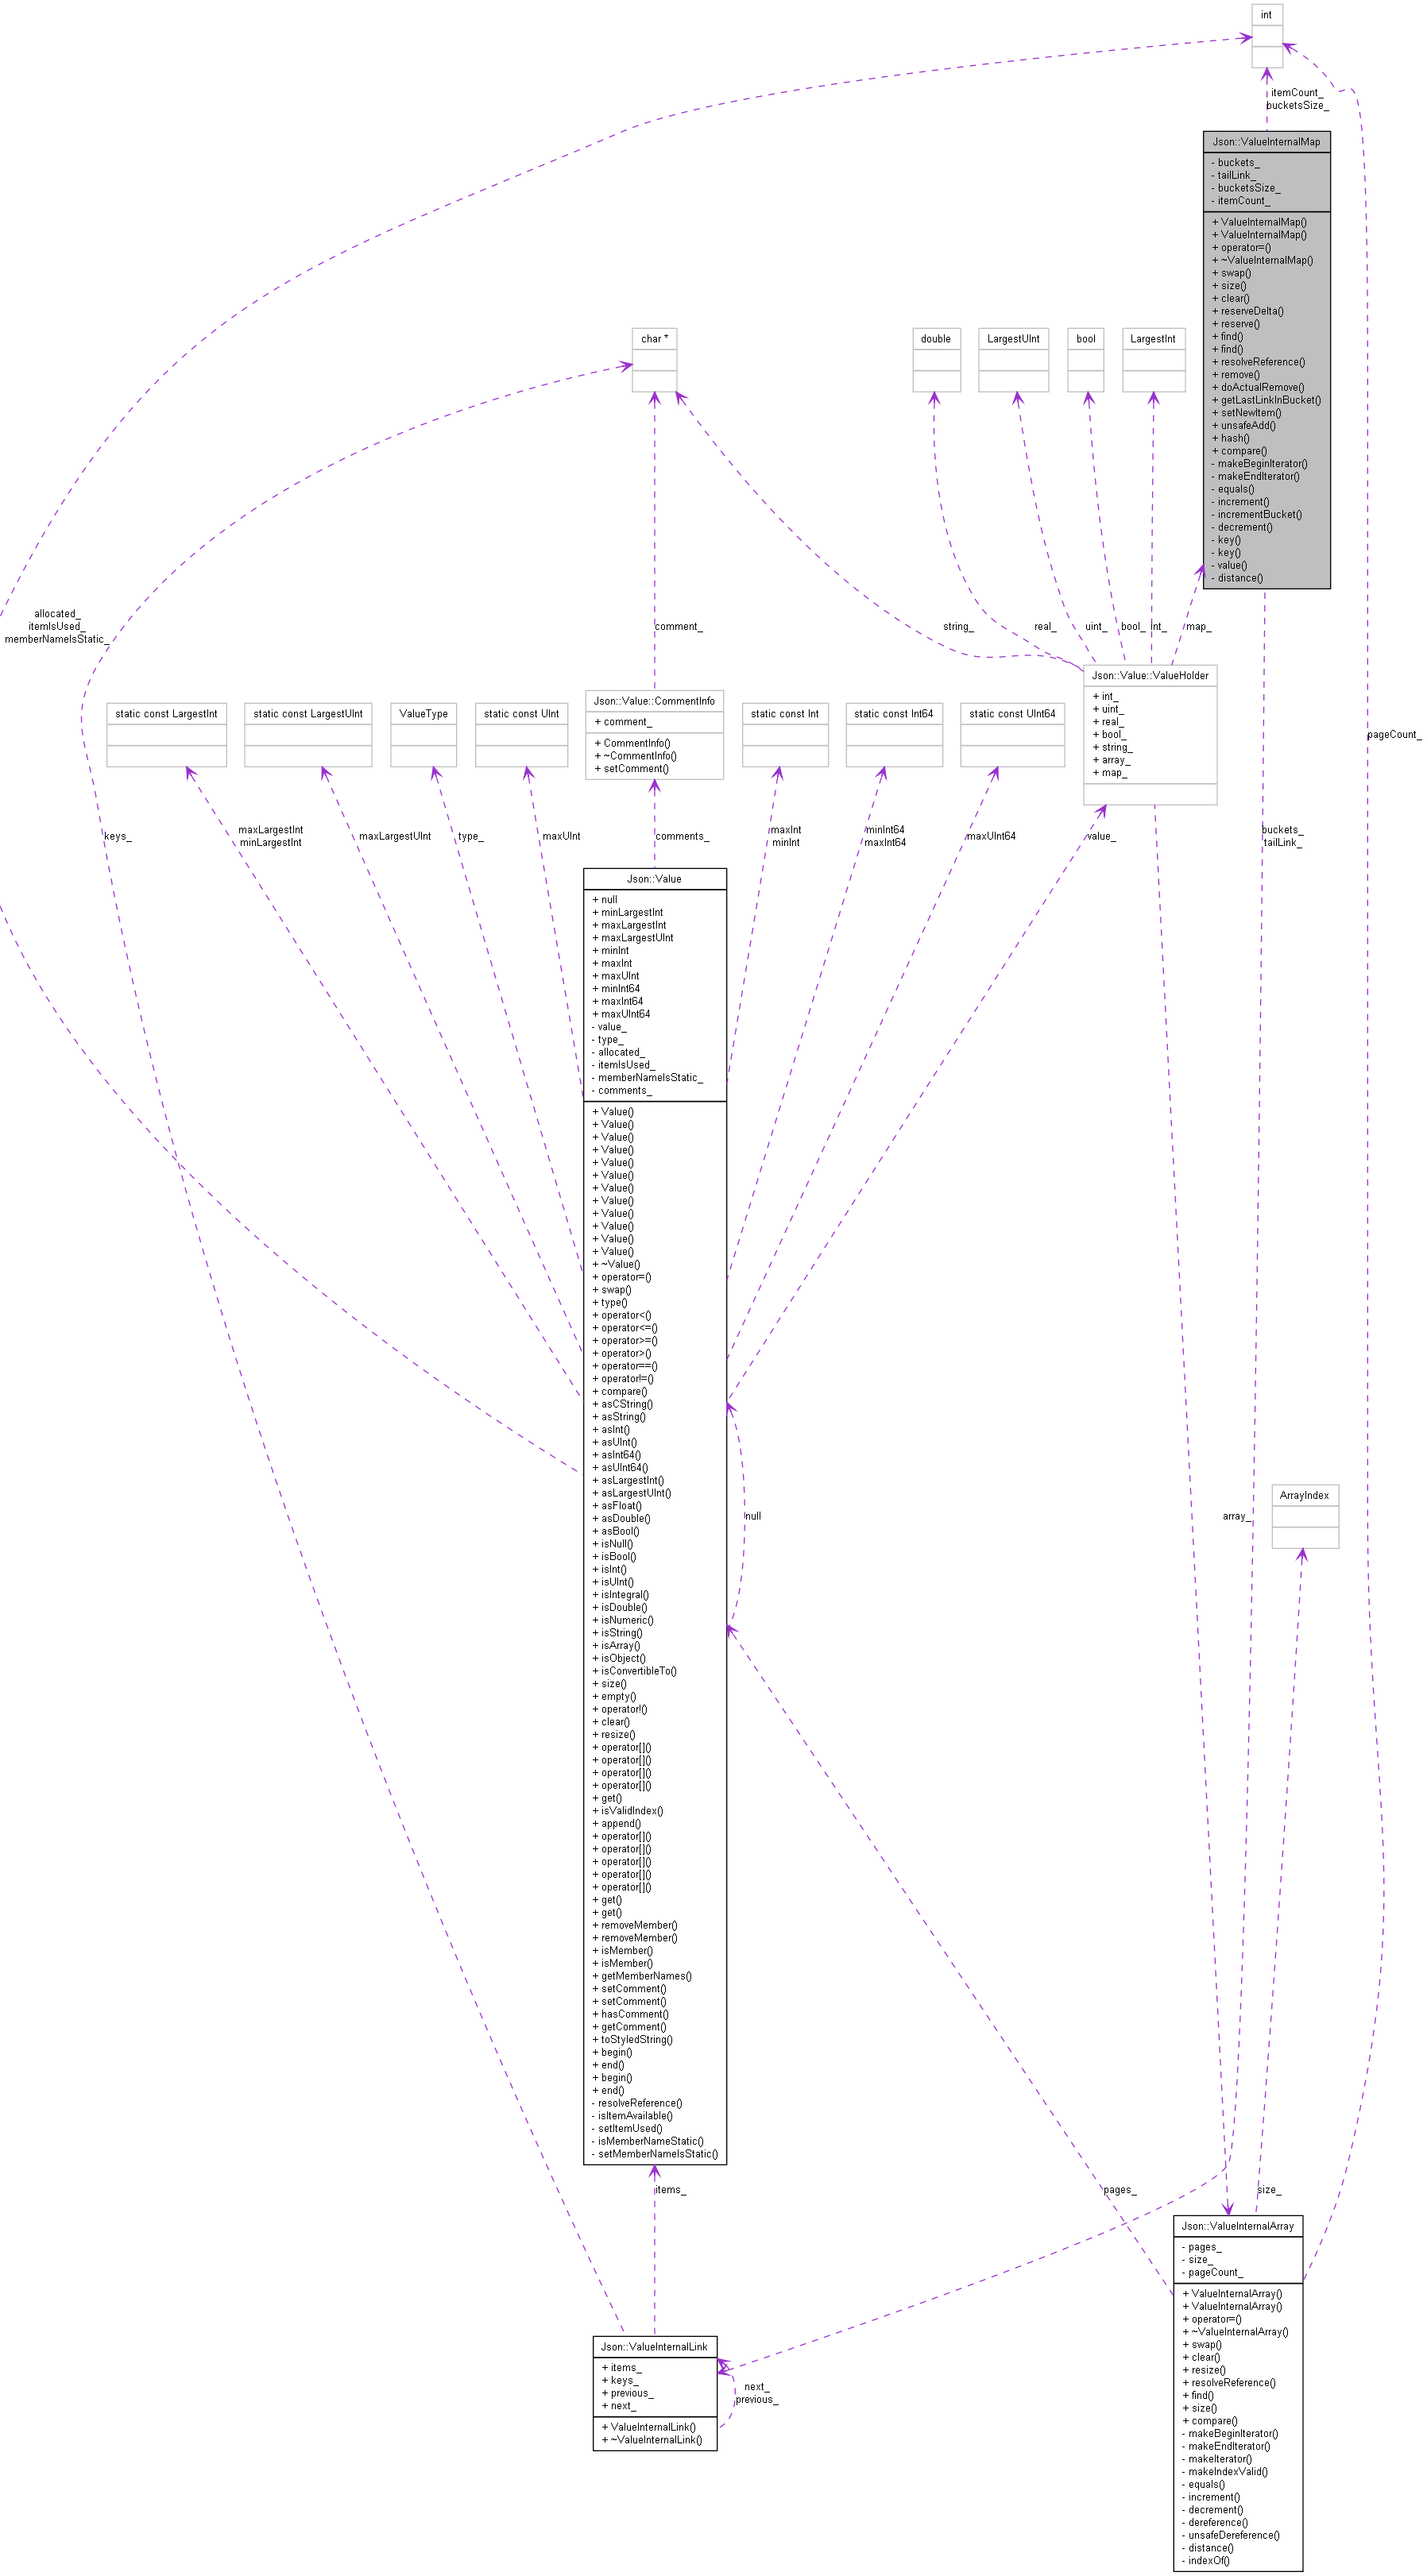 int
itemCount_
bucketsSize_
Json::ValueInternalMap
- buckets_
- tailLink_
- bucketsSize_
- itemCount_
+ ValueInternalMap()
+ ValueInternalMap()
+ operator=()
+ ~ValueInternalMap()
+ swap()
+ size()
+ clear()
+ reserveDelta()
+ reserve()
+ find()
+ find()
+ resolveReference()
+ remove()
+ doActualRemove()
+ getLastLinkInBucket()
+ setNewItem()
+ unsafeAdd()
+ hash()
+ compare()
- makeBeginIterator()
- makeEndIterator()
- equals()
- increment()
- incrementBucket()
- decrement()
- key()
- key()
- value()
- distance()
char *
double
LargestUInt
bool
LargestInt
allocated_
itemIsUsed_
memberNameIsStatic_
comment_
string_
real_
uint_
bool_
int_
map_
Json::Value::ValueHolder
+ int_
+ uint_
+ real_
+ bool_
+ string_
+ array_
+ map_
static const LargestInt
static const LargestUInt
ValueType
static const UInt
Json::Value::CommentInfo
+ comment_
+ CommentInfo()
+ ~CommentInfo()
+ setComment()
static const Int
static const Int64
static const UInt64
pageCount_
keys_
maxLargestInt
minLargestInt
maxLargestUInt
type_
maxUInt
comments_
maxInt
minInt
minInt64
maxInt64
maxUInt64
value_
buckets_
tailLink_
Json::Value
+ null
+ minLargestInt
+ maxLargestInt
+ maxLargestUInt
+ minInt
+ maxInt
+ maxUInt
+ minInt64
+ maxInt64
+ maxUInt64
- value_
- type_
- allocated_
- itemIsUsed_
- memberNameIsStatic_
- comments_
+ Value()
+ Value()
+ Value()
+ Value()
+ Value()
+ Value()
+ Value()
+ Value()
+ Value()
+ Value()
+ Value()
+ Value()
+ ~Value()
+ operator=()
+ swap()
+ type()
+ operator<()
+ operator<=()
+ operator>=()
+ operator>()
+ operator==()
+ operator!=()
+ compare()
+ asCString()
+ asString()
+ asInt()
+ asUInt()
+ asInt64()
+ asUInt64()
+ asLargestInt()
+ asLargestUInt()
+ asFloat()
+ asDouble()
+ asBool()
+ isNull()
+ isBool()
+ isInt()
+ isUInt()
+ isIntegral()
+ isDouble()
+ isNumeric()
+ isString()
+ isArray()
+ isObject()
+ isConvertibleTo()
+ size()
+ empty()
+ operator!()
+ clear()
+ resize()
+ operator[]()
+ operator[]()
+ operator[]()
+ operator[]()
+ get()
+ isValidIndex()
+ append()
+ operator[]()
+ operator[]()
+ operator[]()
+ operator[]()
+ operator[]()
+ get()
+ get()
+ removeMember()
+ removeMember()
+ isMember()
+ isMember()
+ getMemberNames()
+ setComment()
+ setComment()
+ hasComment()
+ getComment()
+ toStyledString()
+ begin()
+ end()
+ begin()
+ end()
- resolveReference()
- isItemAvailable()
- setItemUsed()
- isMemberNameStatic()
- setMemberNameIsStatic()
null
array_
ArrayIndex
items_
pages_
size_
Json::ValueInternalArray
- pages_
- size_
- pageCount_
+ ValueInternalArray()
+ ValueInternalArray()
+ operator=()
+ ~ValueInternalArray()
+ swap()
+ clear()
+ resize()
+ resolveReference()
+ find()
+ size()
+ compare()
- makeBeginIterator()
- makeEndIterator()
- makeIterator()
- makeIndexValid()
- equals()
- increment()
- decrement()
- dereference()
- unsafeDereference()
- distance()
- indexOf()
Json::ValueInternalLink
+ items_
+ keys_
+ previous_
+ next_
+ ValueInternalLink()
+ ~ValueInternalLink()
next_
previous_